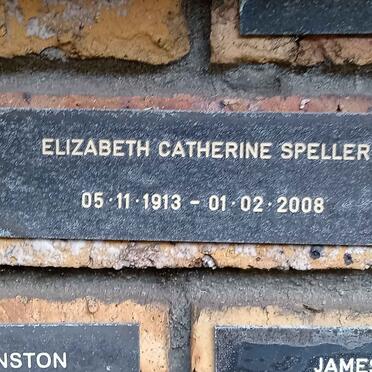 ELIZABETH CATHERINE SPELLER
05·11·1913 - 01·02·2008
NSTON
JAMES